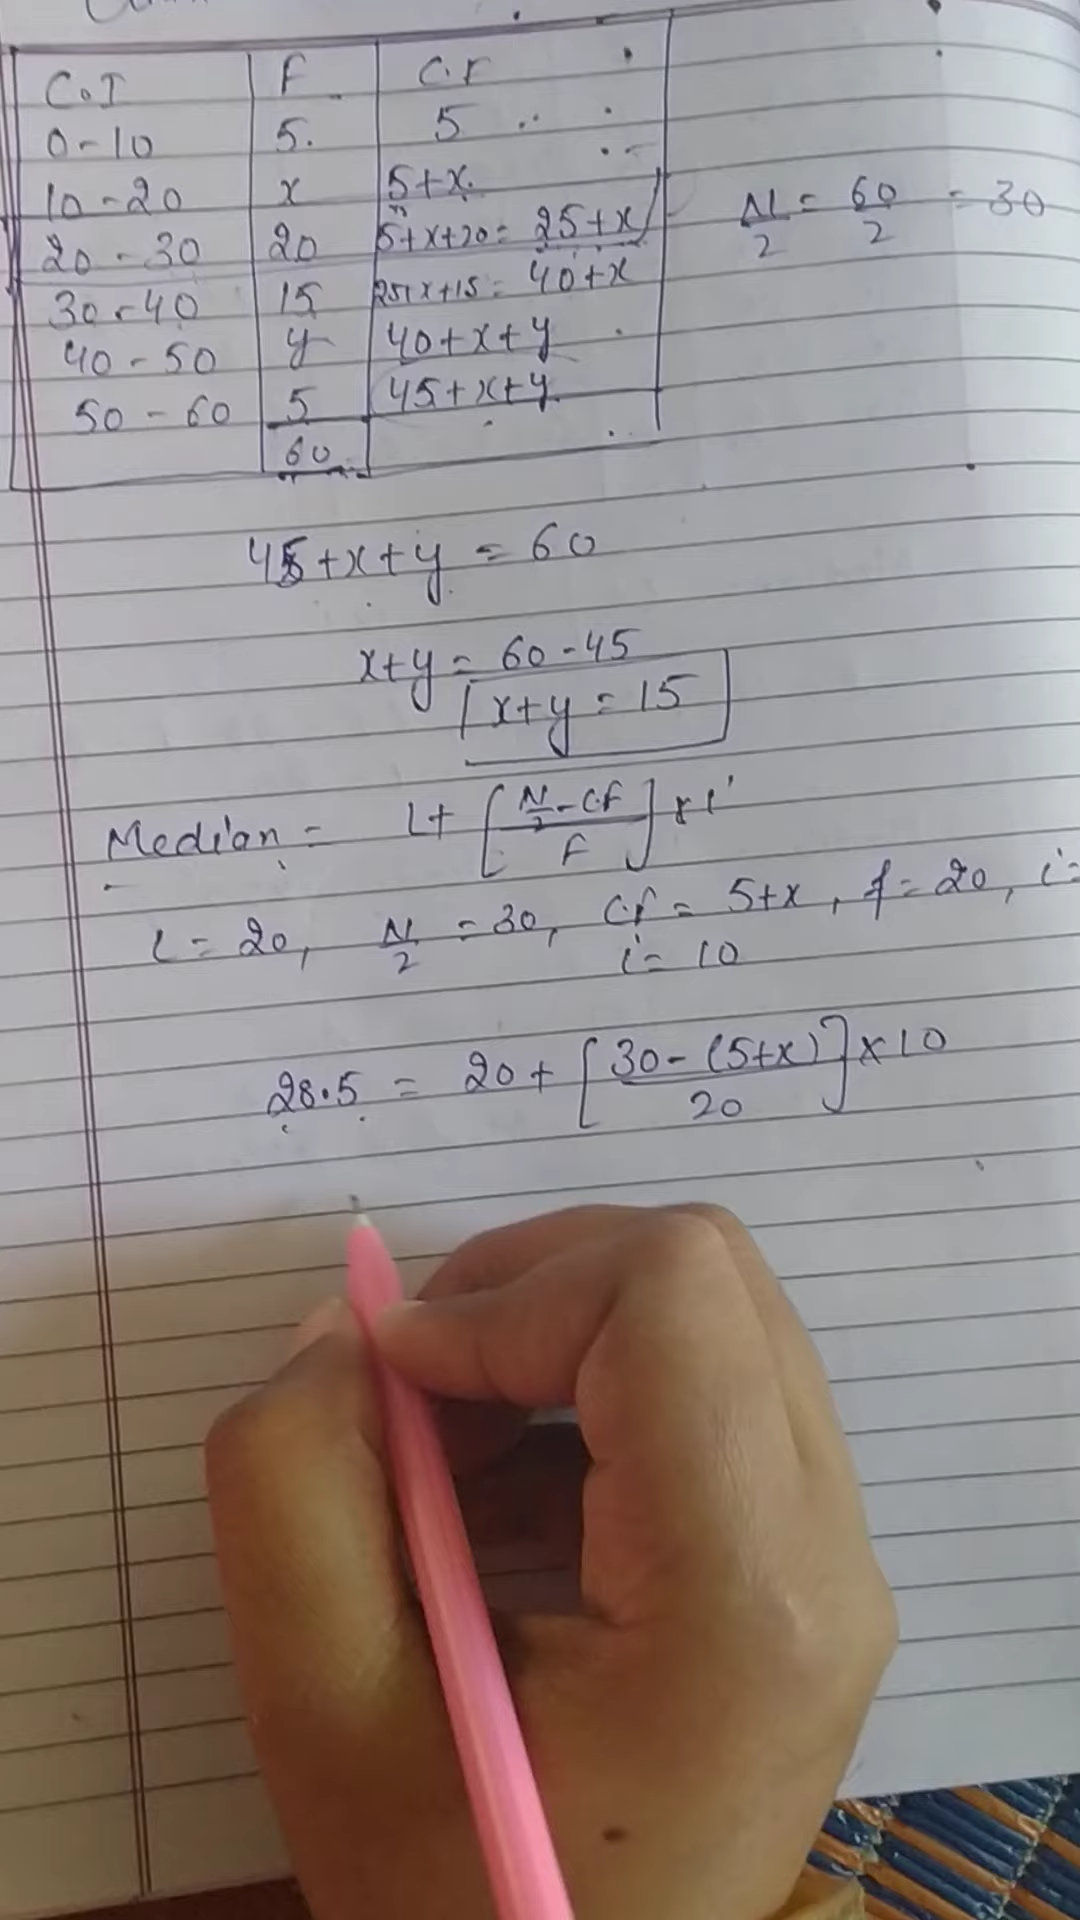 C.I F C.F
0-10 5. 5
10-20 x 5+x.
20-30 20 5+x+20= 25+x N/2 = 60/2 = 30
30-40 15 25+x+15= 40+x
40-50 y 40+x+y
50-60 5 45+x+y
60
45+x+y = 60
x+y= 60-45
x+y=15
Median = L+ [N/2-CF / F] x i
L=20, N/2 =30, C.F= 5+x, f=20, i=
i= 10
28.5 = 20+ [30-(5+x) / 20] x10